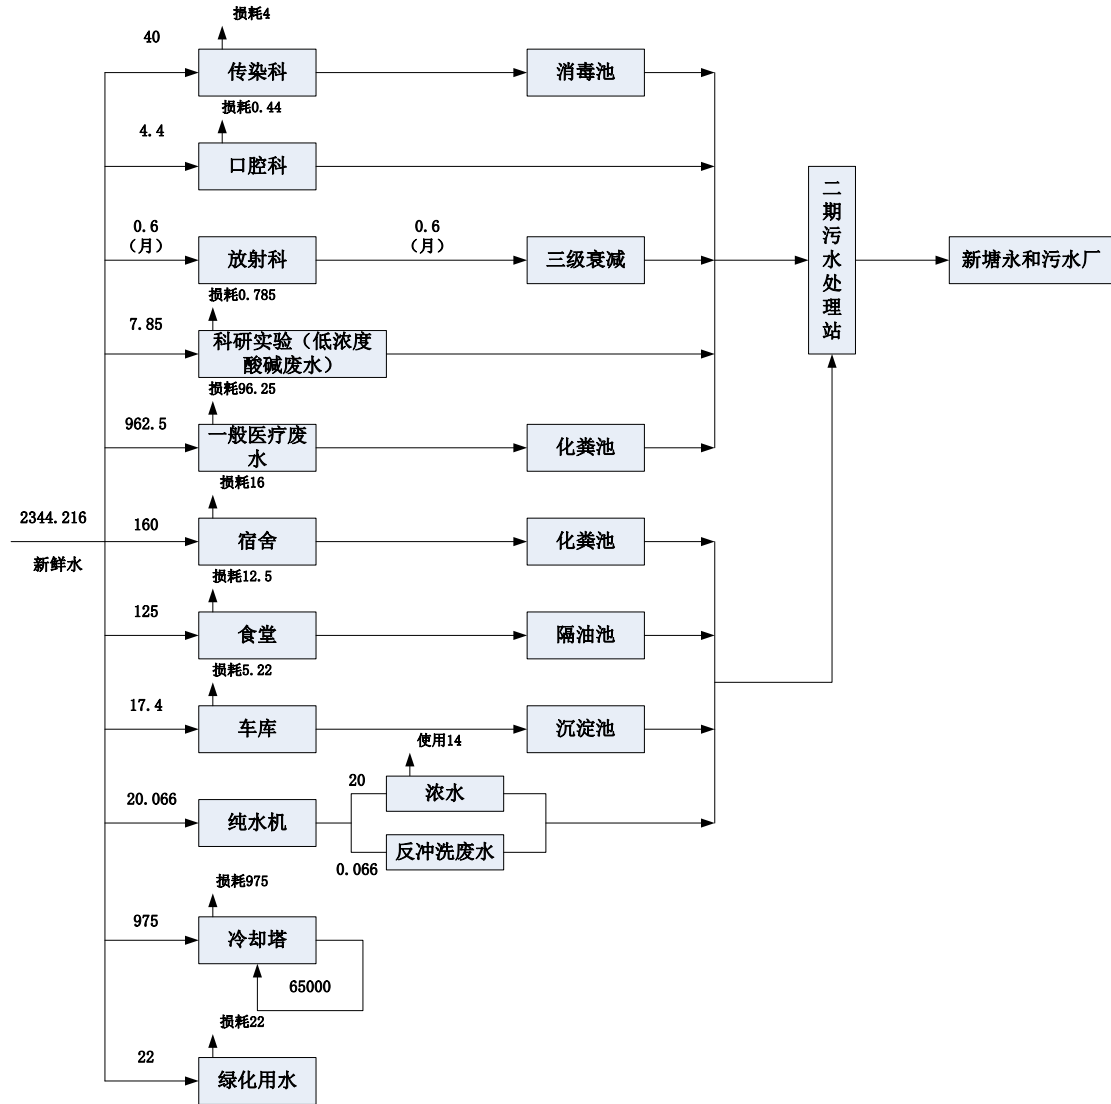 损耗4
40
传染科
消毒池
损耗0.44
4.4
口腔科
0.6
（月）
放射科
0.6
（月）
三级衰减
二期污水处理站
新塘永和污水厂
损耗0.785
7.85
科研实验（低浓度
酸碱废水）
损耗96.25
962.5
一般医疗废
水
化粪池
2344.216
新鲜水
损耗16
160
宿舍
化粪池
损耗12.5
125
食堂
隔油池
损耗5.22
17.4
车库
沉淀池
使用14
20.066
纯水机
20
浓水
0.066
反冲洗废水
损耗975
975
冷却塔
65000
损耗22
22
绿化用水